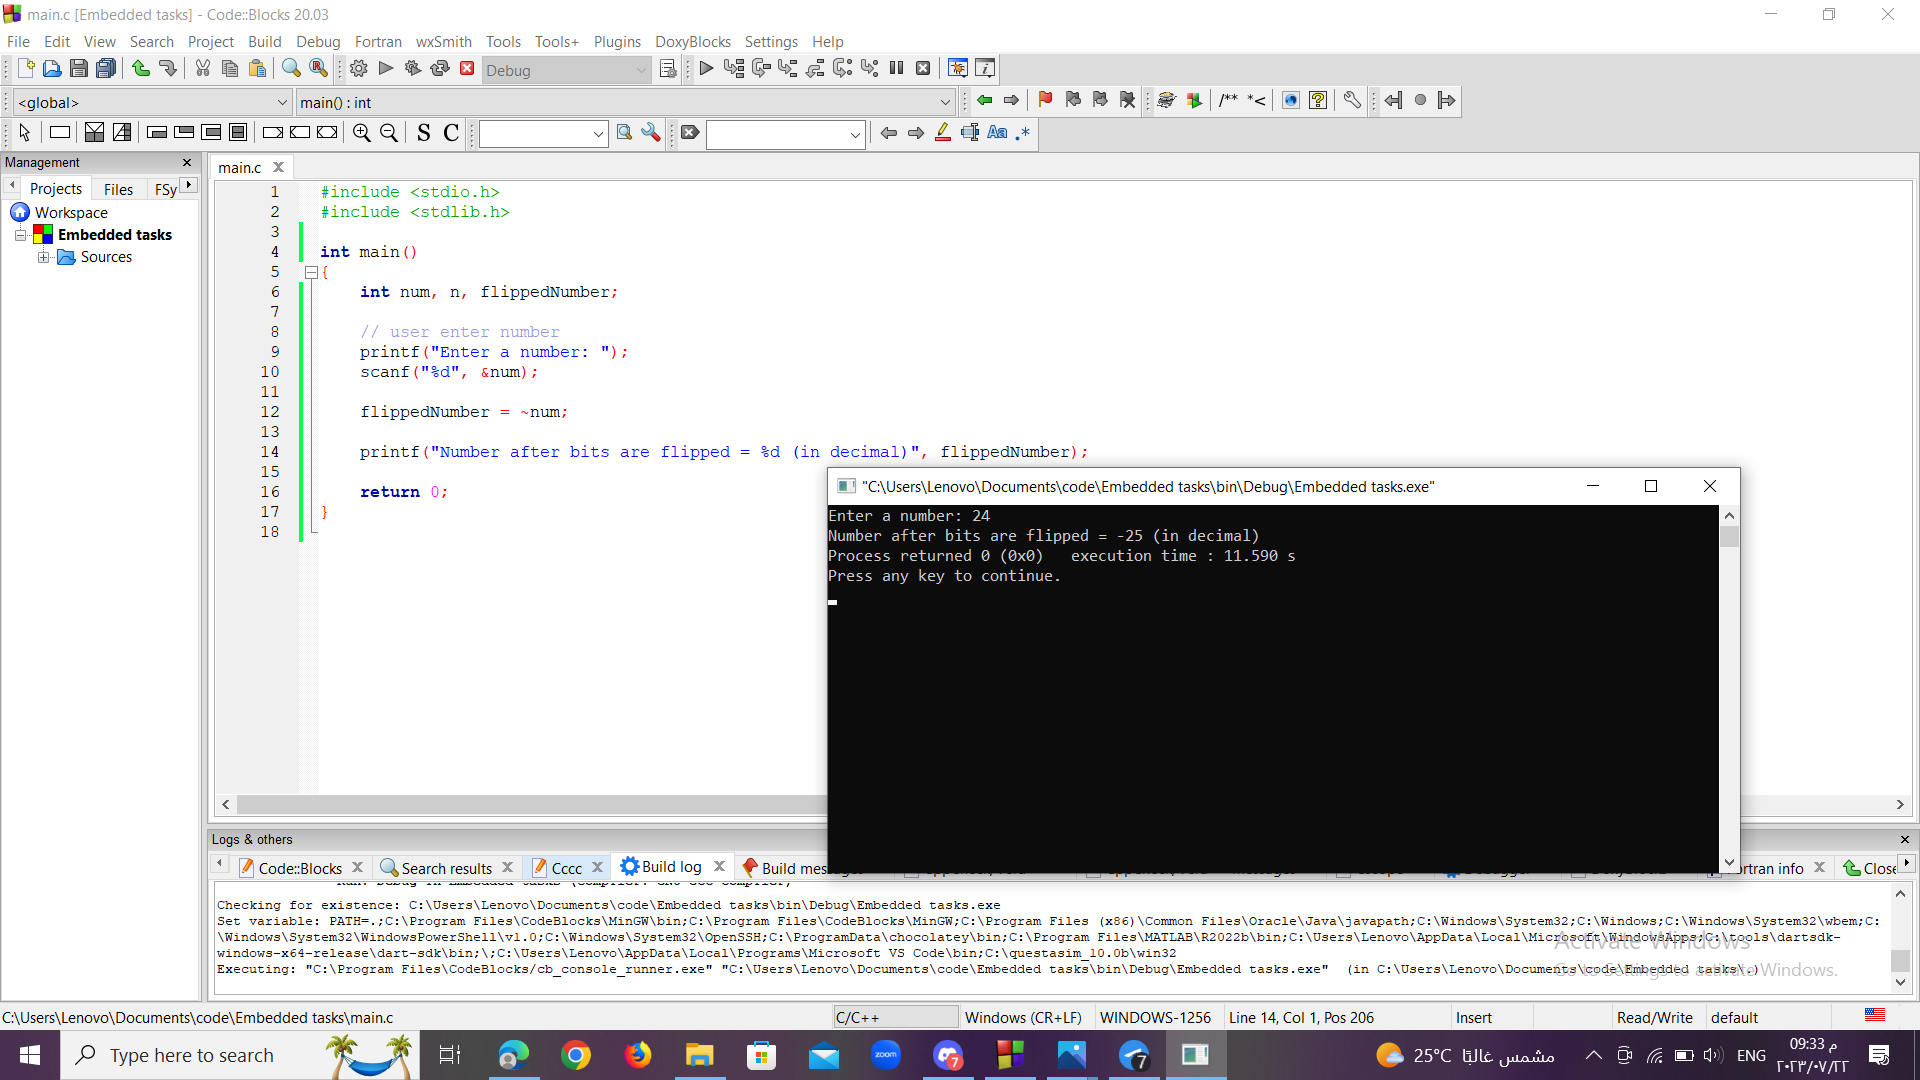 main.c [Embedded tasks] - Code::Blocks 20.03
File Edit View Search Project Build Debug Fortran wxSmith Tools Tools+ Plugins DoxyBlocks Settings Help
Debug
<global> main() : int
/** *<
S C
Aa .*
Management
main.c
Projects Files FSy
Workspace
Embedded tasks
Sources
1 #include <stdio.h>
2 #include <stdlib.h>
3
4 int main()
5 {
6 int num, n, flippedNumber;
7
8 // user enter number
9 printf("Enter a number: ");
10 scanf("%d", &num);
11
12 flippedNumber = ~num;
13
14 printf("Number after bits are flipped = %d (in decimal)", flippedNumber);
15
16 return 0;
17 }
18
"C:\Users\Lenovo\Documents\code\Embedded tasks\bin\Debug\Embedded tasks.exe"
Enter a number: 24
Number after bits are flipped = -25 (in decimal)
Process returned 0 (0x0) execution time : 11.590 s
Press any key to continue.
Logs & others
Code::Blocks Search results Cccc Build log Build mes ortran info Close
Checking for existence: C:\Users\Lenovo\Documents\code\Embedded tasks\bin\Debug\Embedded tasks.exe
Set variable: PATH=.;C:\Program Files\CodeBlocks\MinGW\bin;C:\Program Files\CodeBlocks\MinGW;C:\Program Files (x86)\Common Files\Oracle\Java\javapath;C:\Windows\System32;C:\Windows;C:\Windows\System32\wbem;C:
\Windows\System32\WindowsPowerShell\v1.0;C:\Windows\System32\OpenSSH;C:\ProgramData\chocolatey\bin;C:\Program Files\MATLAB\R2022b\bin;C:\Users\Lenovo\AppData\Local\Microsoft\WindowsApps;C:\tools\dartsdk-
windows-x64-release\dart-sdk\bin;\;C:\Users\Lenovo\AppData\Local\Programs\Microsoft VS Code\bin;C:\questasim_10.0b\win32
Executing: "C:\Program Files\CodeBlocks/cb_console_runner.exe" "C:\Users\Lenovo\Documents\code\Embedded tasks\bin\Debug\Embedded tasks.exe" (in C:\Users\Lenovo\Documents\code\Embedded tasks\.)
Activate Windows
Go to Settings to activate Windows.
C:\Users\Lenovo\Documents\code\Embedded tasks\main.c C/C++ Windows (CR+LF) WINDOWS-1256 Line 14, Col 1, Pos 206 Insert Read/Write default
Type here to search
zoom
7
7
25°C مشمس غالبًا
ENG
09:33 م
٢٠٢٣/٠٧/٢٢